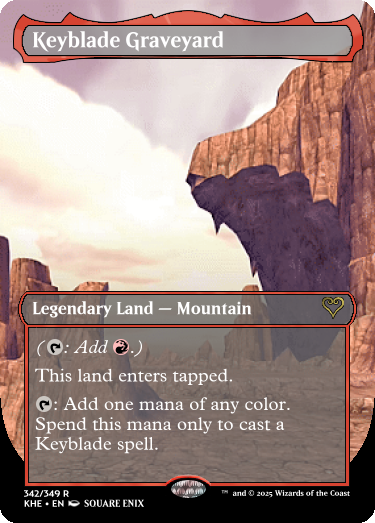 Keyblade Graveyard
Legendary Land — Mountain
(: Add .)
This land enters tapped.
: Add one mana of any color.
Spend this mana only to cast a
Keyblade spell.
342/349 R
KHE • EN SQUARE ENIX
™ and © 2025 Wizards of the Coast